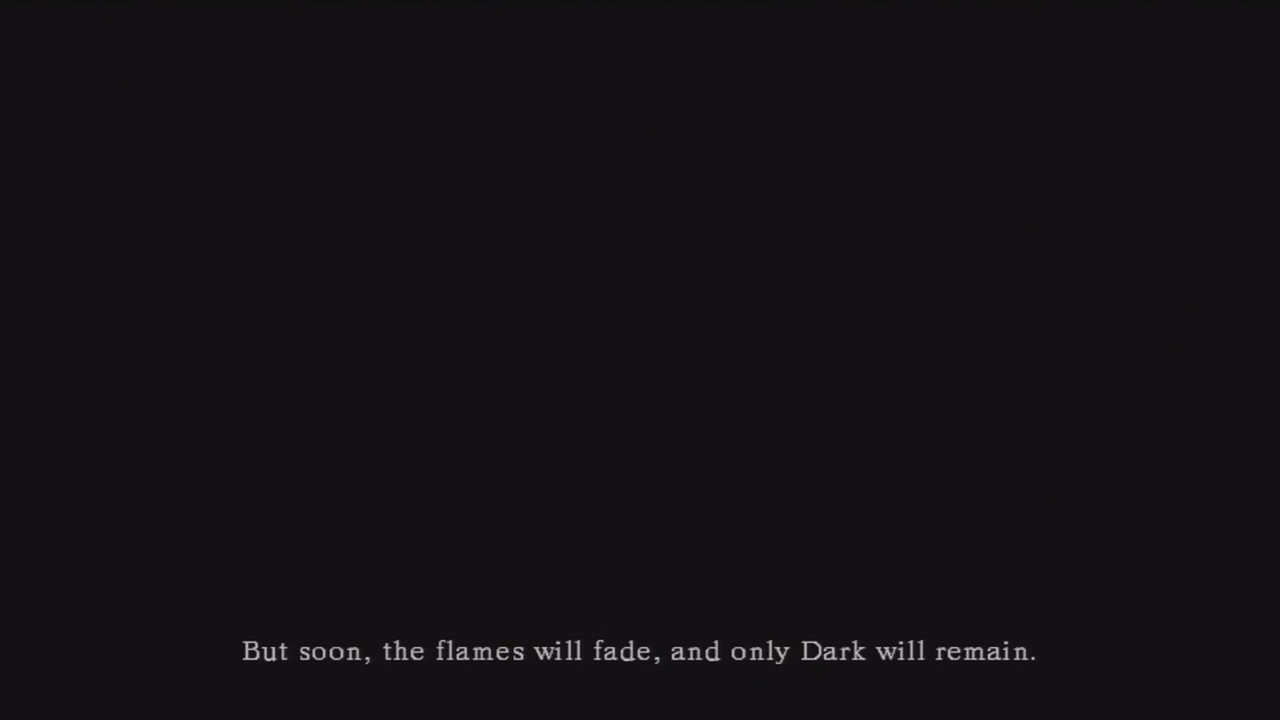 But soon, the flames will fade, and only Dark will remain.